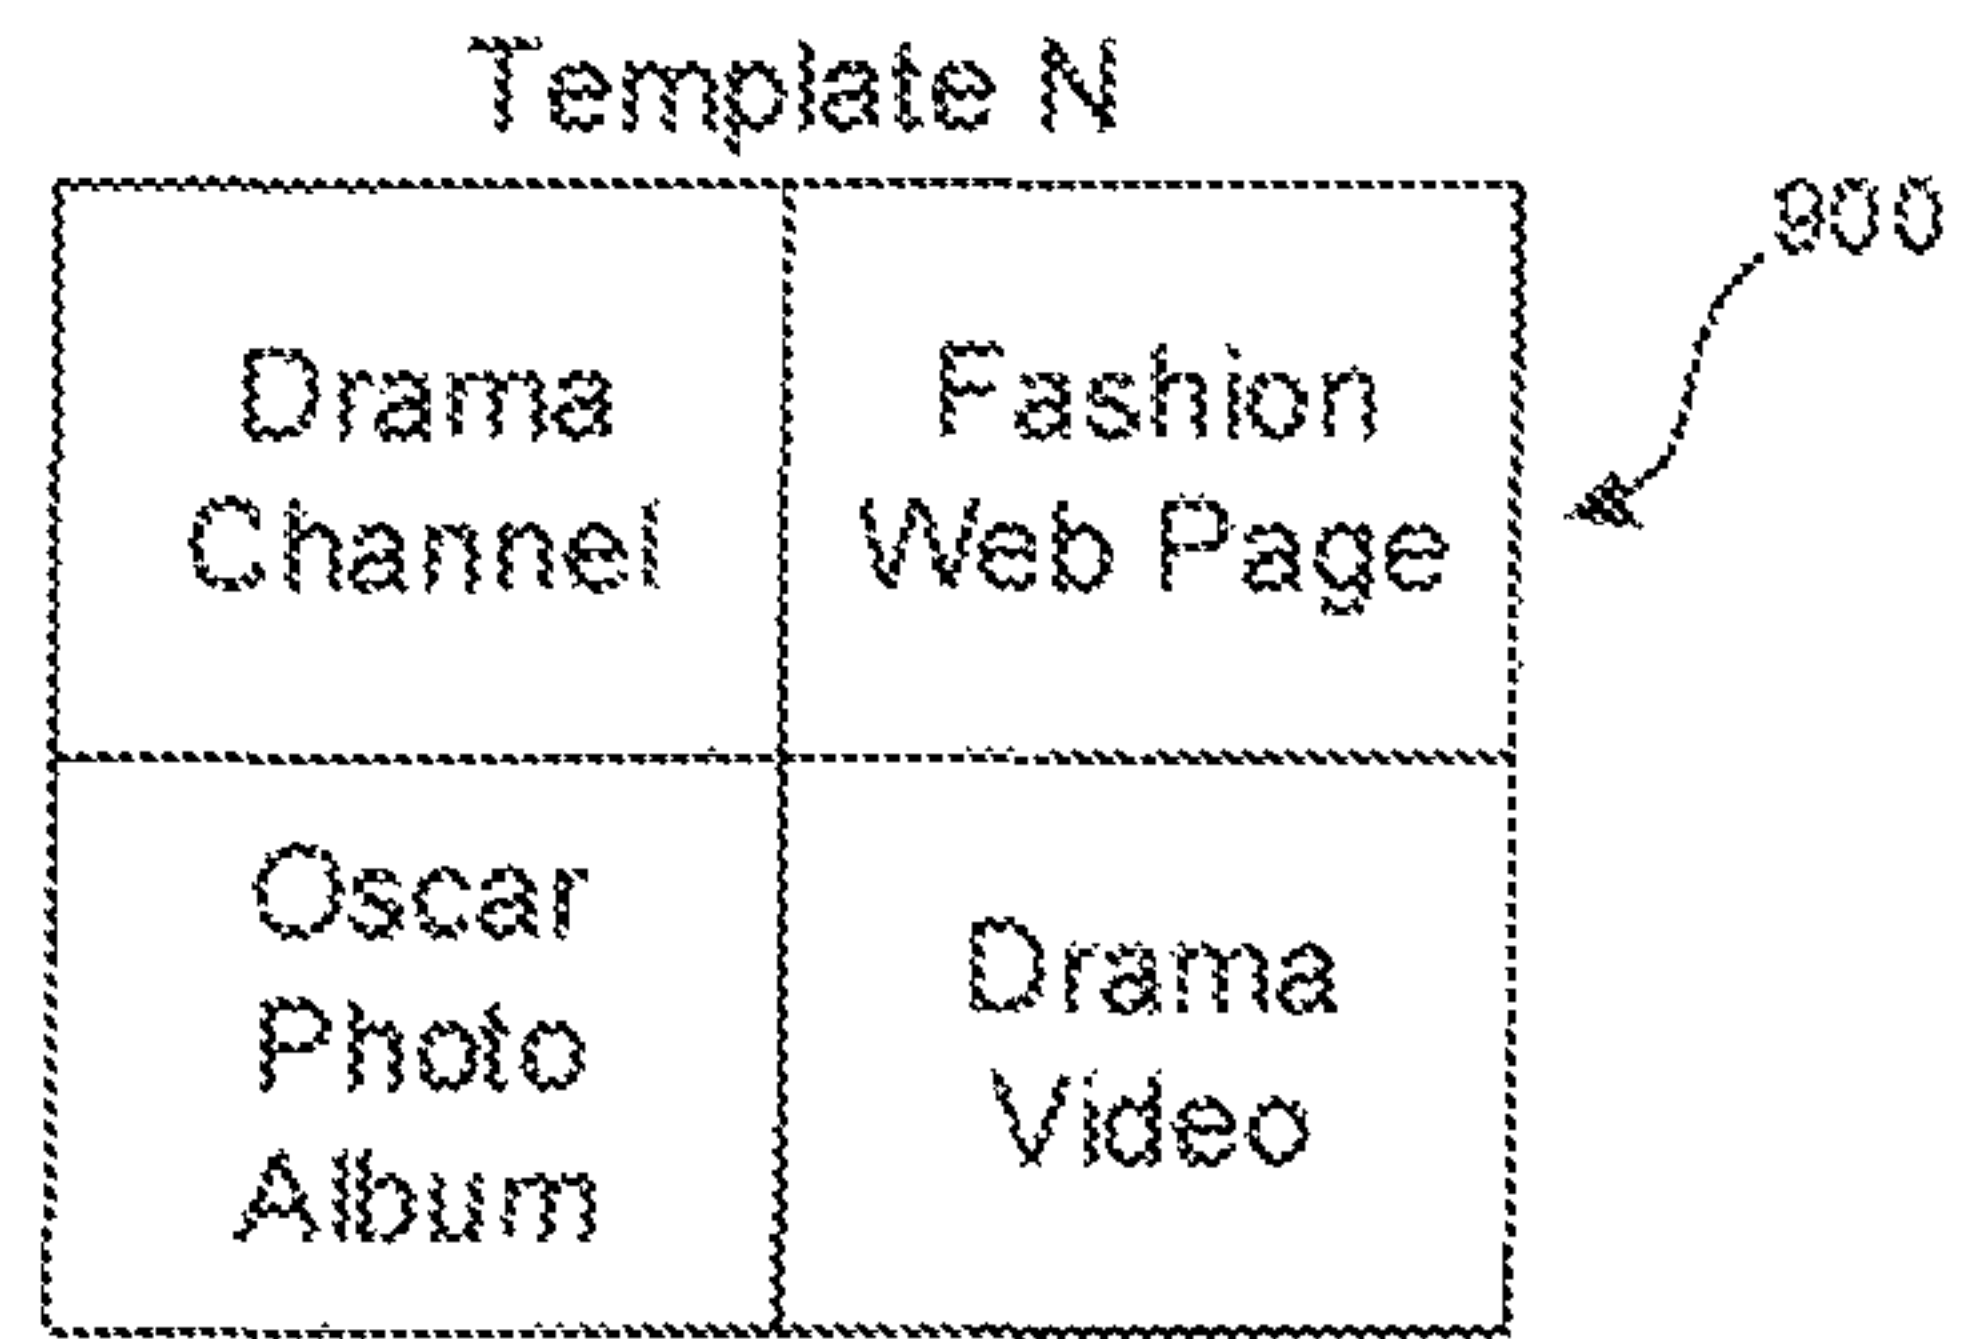 Template N
900
Drama
Channel
Fashion
Web Page
Oscar
Photo
Album
Drama
Video